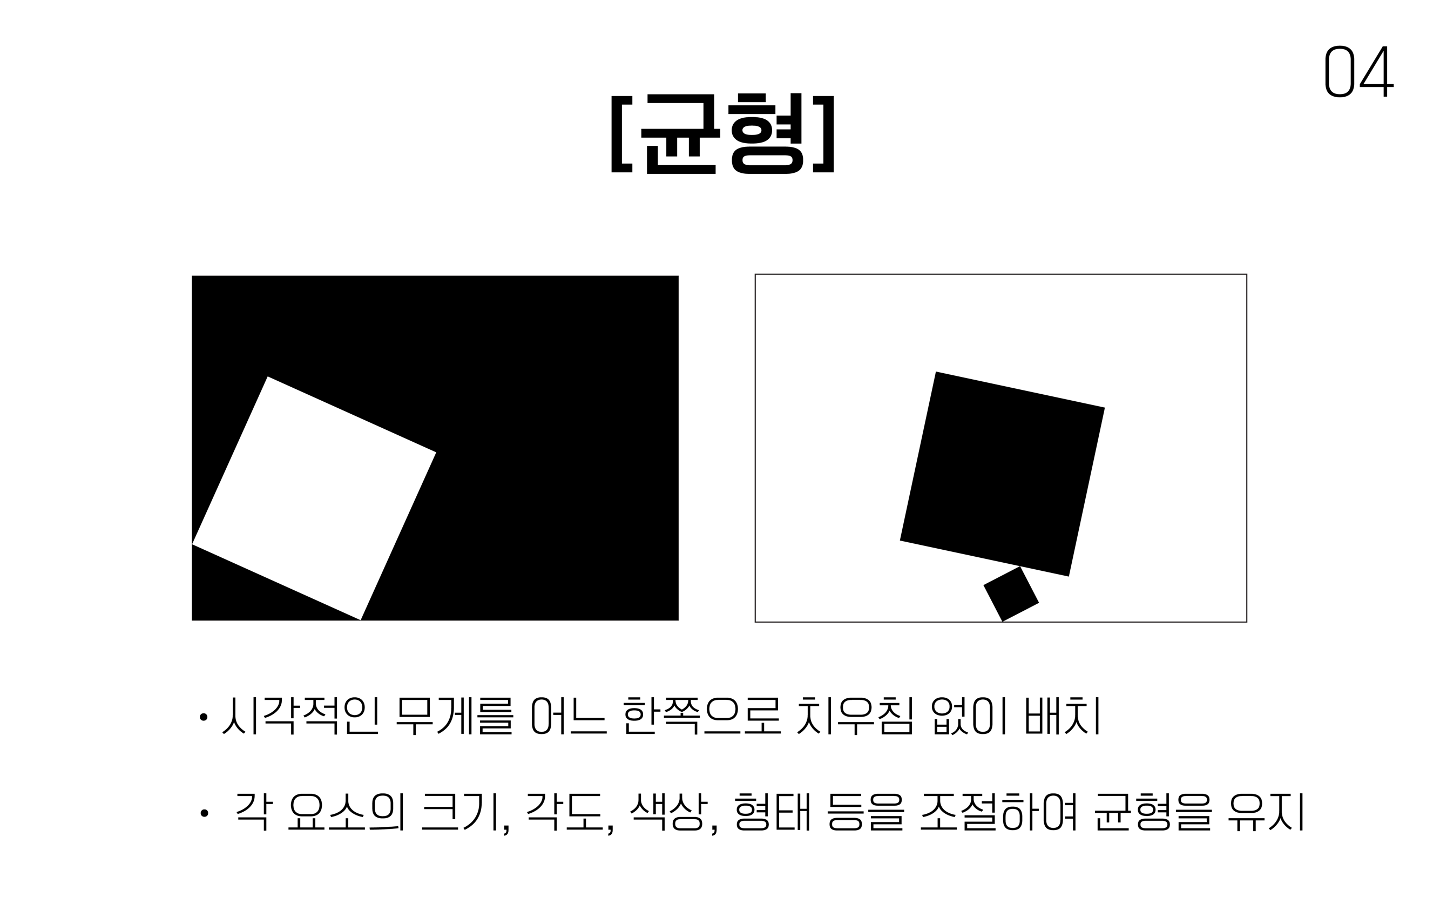 04
[균형]
• 시각적인 무게를 어느 한쪽으로 치우침 없이 배치
• 각 요소의 크기, 각도, 색상, 형태 등을 조절하여 균형을 유지